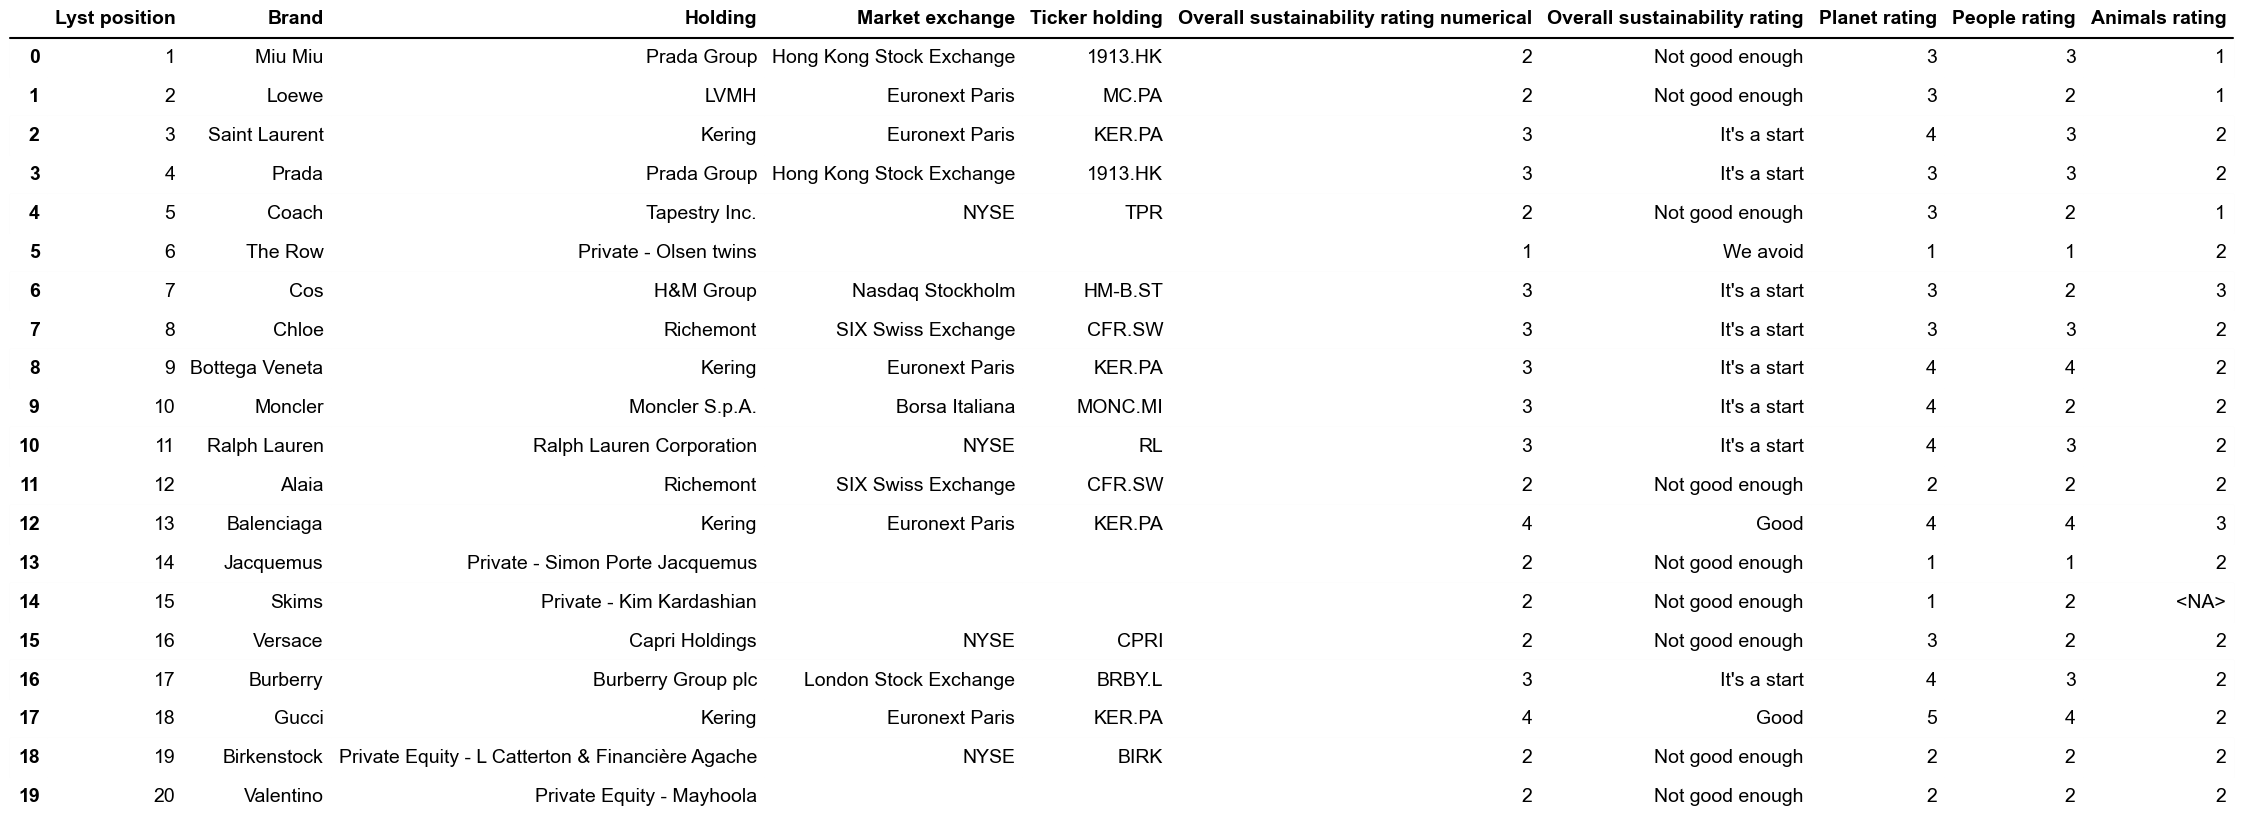 Lyst position Brand Holding Market exchange Ticker holding Overall sustainability rating numerical Overall sustainability rating Planet rating People rating Animals rating
0 1 Miu Miu Prada Group Hong Kong Stock Exchange 1913.HK 2 Not good enough 3 3 1
1 2 Loewe LVMH Euronext Paris MC.PA 2 Not good enough 3 2 1
2 3 Saint Laurent Kering Euronext Paris KER.PA 3 It's a start 4 3 2
3 4 Prada Prada Group Hong Kong Stock Exchange 1913.HK 3 It's a start 3 3 2
4 5 Coach Tapestry Inc. NYSE TPR 2 Not good enough 3 2 1
5 6 The Row Private - Olsen twins 1 We avoid 1 1 2
6 7 Cos H&M Group Nasdaq Stockholm HM-B.ST 3 It's a start 3 2 3
7 8 Chloe Richemont SIX Swiss Exchange CFR.SW 3 It's a start 3 3 2
8 9 Bottega Veneta Kering Euronext Paris KER.PA 3 It's a start 4 4 2
9 10 Moncler Moncler S.p.A. Borsa Italiana MONC.MI 3 It's a start 4 2 2
10 11 Ralph Lauren Ralph Lauren Corporation NYSE RL 3 It's a start 4 3 2
11 12 Alaia Richemont SIX Swiss Exchange CFR.SW 2 Not good enough 2 2 2
12 13 Balenciaga Kering Euronext Paris KER.PA 4 Good 4 4 3
13 14 Jacquemus Private - Simon Porte Jacquemus 2 Not good enough 1 1 2
14 15 Skims Private - Kim Kardashian 2 Not good enough 1 2 <NA>
15 16 Versace Capri Holdings NYSE CPRI 2 Not good enough 3 2 2
16 17 Burberry Burberry Group plc London Stock Exchange BRBY.L 3 It's a start 4 3 2
17 18 Gucci Kering Euronext Paris KER.PA 4 Good 5 4 2
18 19 Birkenstock Private Equity - L Catterton & Financière Agache NYSE BIRK 2 Not good enough 2 2 2
19 20 Valentino Private Equity - Mayhoola 2 Not good enough 2 2 2